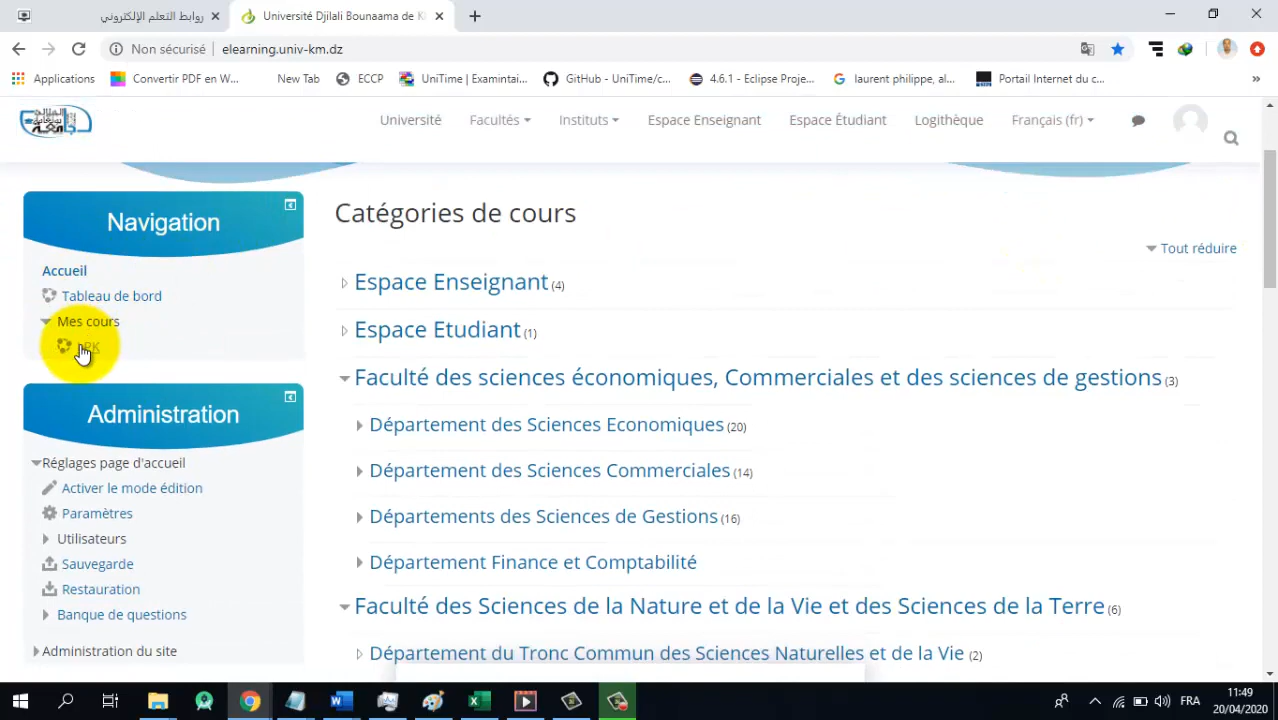 روابط التعلم الإلكتروني
Université Djilali Bounaama de K
Non sécurisé
elearning.univ-km.dz
Applications
Convertir PDF en W...
New Tab
ECCP
UniTime | Examintai...
GitHub - UniTime/c...
4.6.1 - Eclipse Proje...
laurent philippe, al...
Portail Internet du c...
»
Université
Facultés
Instituts
Espace Enseignant
Espace Étudiant
Logithèque
Français (fr)
Navigation
Accueil
Tableau de bord
Mes cours
Administration
Réglages page d'accueil
Activer le mode édition
Paramètres
Utilisateurs
Sauvegarde
Restauration
Banque de questions
Administration du site
Catégories de cours
Tout réduire
Espace Enseignant (4)
Espace Etudiant (1)
Faculté des sciences économiques, Commerciales et des sciences de gestions (3)
Département des Sciences Economiques (20)
Département des Sciences Commerciales (14)
Départements des Sciences de Gestions (16)
Département Finance et Comptabilité
Faculté des Sciences de la Nature et de la Vie et des Sciences de la Terre (6)
Département du Tronc Commun des Sciences Naturelles et de la Vie (2)
FRA
11:49
20/04/2020